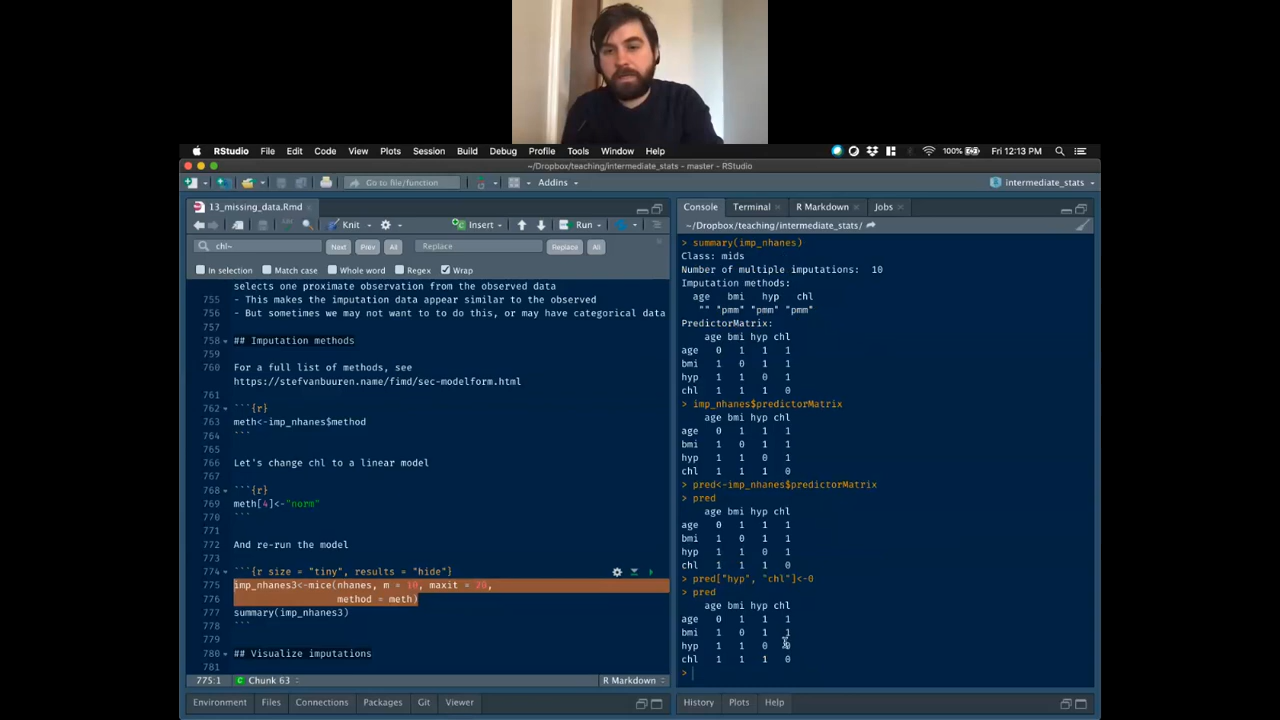 RStudio File Edit Code View Plots Session Build Debug Profile Tools Window Help 100% Fri 12:13 PM
~/Dropbox/teaching/intermediate_stats - master - RStudio
Go to file/function Addins intermediate_stats
13_missing_data.Rmd
Knit Insert Run
chl~ Next Prev All Replace Replace All
In selection Match case Whole word Regex Wrap
selects one proximate observation from the observed data
755 - This makes the imputation data appear similar to the observed
756 - But sometimes we may not want to to do this, or may have categorical data
757
758 ## Imputation methods
759
760 For a full list of methods, see
https://stefvanbuuren.name/fimd/sec-modelform.html
761
762 ```{r}
763 meth<-imp_nhanes$method
764 ```
765
766 Let's change chl to a linear model
767
768 ```{r}
769 meth[4]<-"norm"
770 ```
771
772 And re-run the model
773
774 ```{r size = "tiny", results = "hide"}
775 imp_nhanes3<-mice(nhanes, m = 10, maxit = 20,
776 method = meth)
777 summary(imp_nhanes3)
778 ```
779
780 ## Visualize imputations
781
775:1 Chunk 63 R Markdown
Environment Files Connections Packages Git Viewer
Console Terminal R Markdown Jobs
~/Dropbox/teaching/intermediate_stats/
> summary(imp_nhanes)
Class: mids
Number of multiple imputations: 10
Imputation methods:
age bmi hyp chl
"" "pmm" "pmm" "pmm"
PredictorMatrix:
age bmi hyp chl
age 0 1 1 1
bmi 1 0 1 1
hyp 1 1 0 1
chl 1 1 1 0
> imp_nhanes$predictorMatrix
age bmi hyp chl
age 0 1 1 1
bmi 1 0 1 1
hyp 1 1 0 1
chl 1 1 1 0
> pred<-imp_nhanes$predictorMatrix
> pred
age bmi hyp chl
age 0 1 1 1
bmi 1 0 1 1
hyp 1 1 0 1
chl 1 1 1 0
> pred["hyp", "chl"]<-0
> pred
age bmi hyp chl
age 0 1 1 1
bmi 1 0 1 1
hyp 1 1 0 0
chl 1 1 1 0
>
History Plots Help